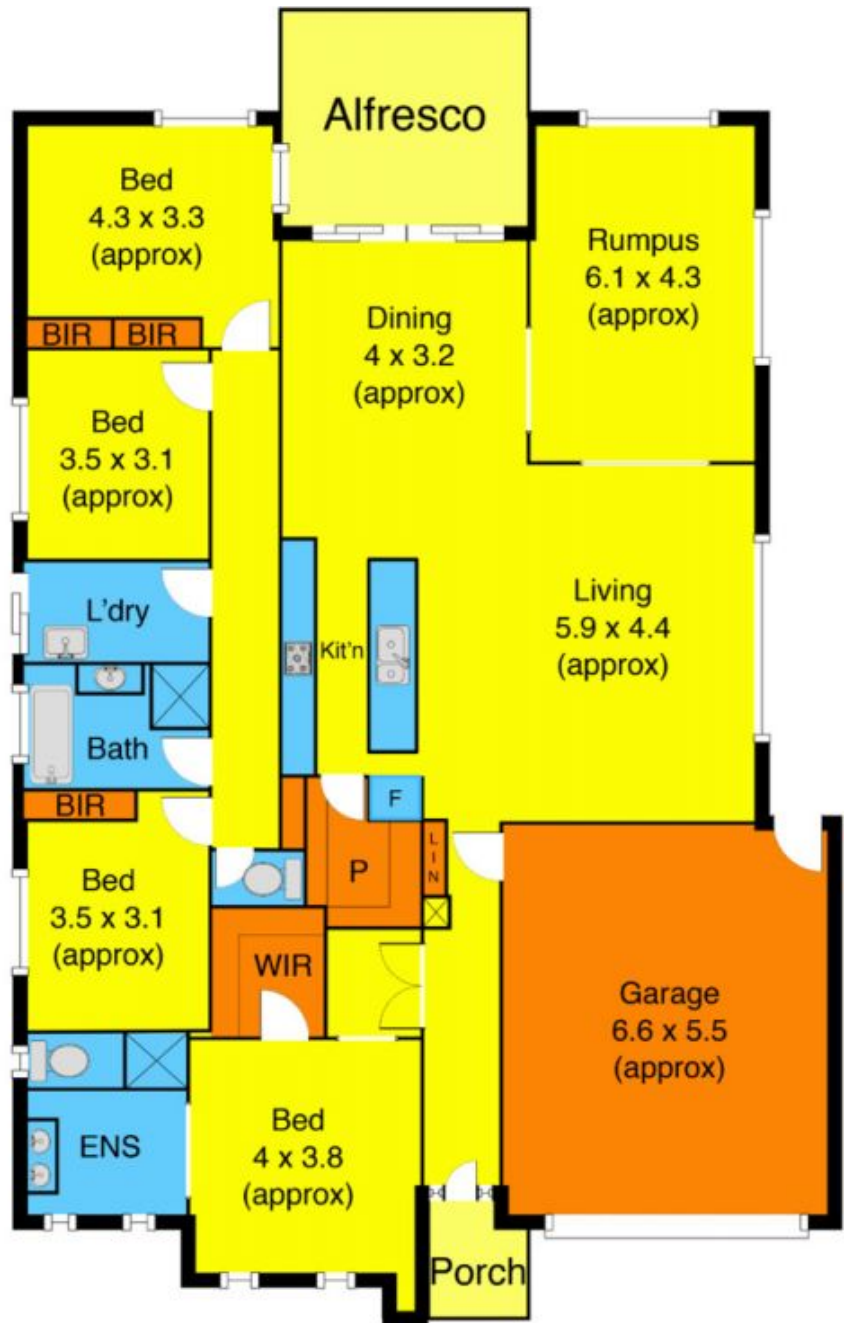 Alfresco
Bed
4.3 x 3.3
(approx)
Rumpus
6.1 x 4.3
(approx)
Dining
4 x 3.2
(approx)
BIR
BIR
Bed
3.5 x 3.1
(approx)
L'dry
Kit'n
Living
5.9 x 4.4
(approx)
Bath
BIR
F
LIN
P
Bed
3.5 x 3.1
(approx)
WIR
Garage
6.6 x 5.5
(approx)
ENS
Bed
4 x 3.8
(approx)
Porch